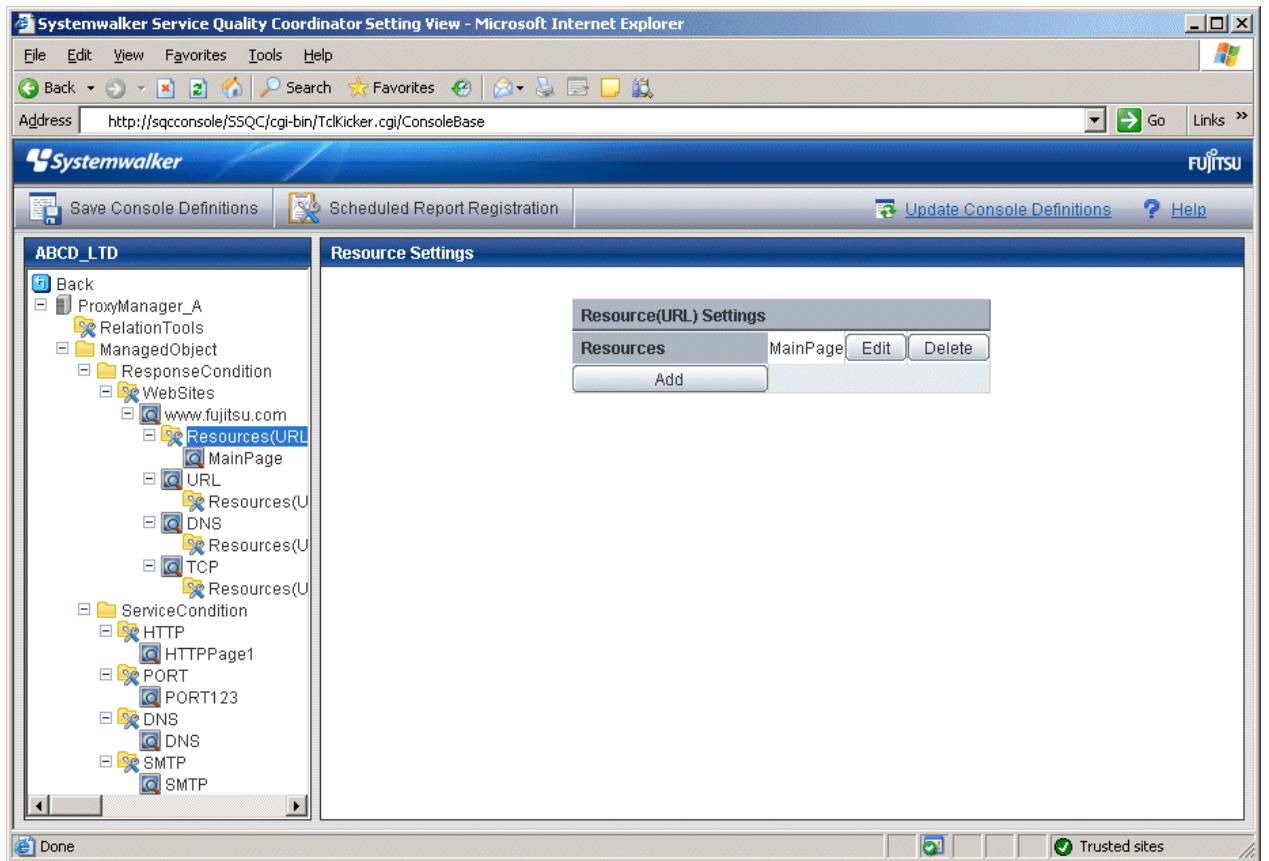 Systemwalker Service Quality Coordinator Setting View - Microsoft Internet Explorer
File Edit View Favorites Tools Help
Back Search Favorites
Address http://sqcconsole/SSQC/cgi-bin/TclKicker.cgi/ConsoleBase Go Links »
Systemwalker FUJITSU
Save Console Definitions Scheduled Report Registration Update Console Definitions ? Help
ABCD_LTD Resource Settings
Back
ProxyManager_A
RelationTools
ManagedObject
ResponseCondition
WebSites
www.fujitsu.com
Resources(URL
MainPage
URL
Resources(U
DNS
Resources(U
TCP
Resources(U
ServiceCondition
HTTP
HTTPPage1
PORT
PORT123
DNS
DNS
SMTP
SMTP
Resource(URL) Settings
Resources MainPage Edit Delete
Add
Done Trusted sites